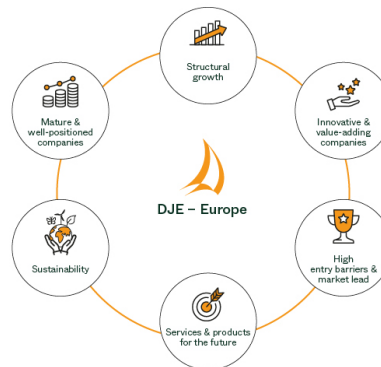 Structural
growth
Innovative &
value-adding
companies
High
entry barriers &
market lead
Services & products
for the future
Sustainability
Mature &
well-positioned
companies
DJE – Europe